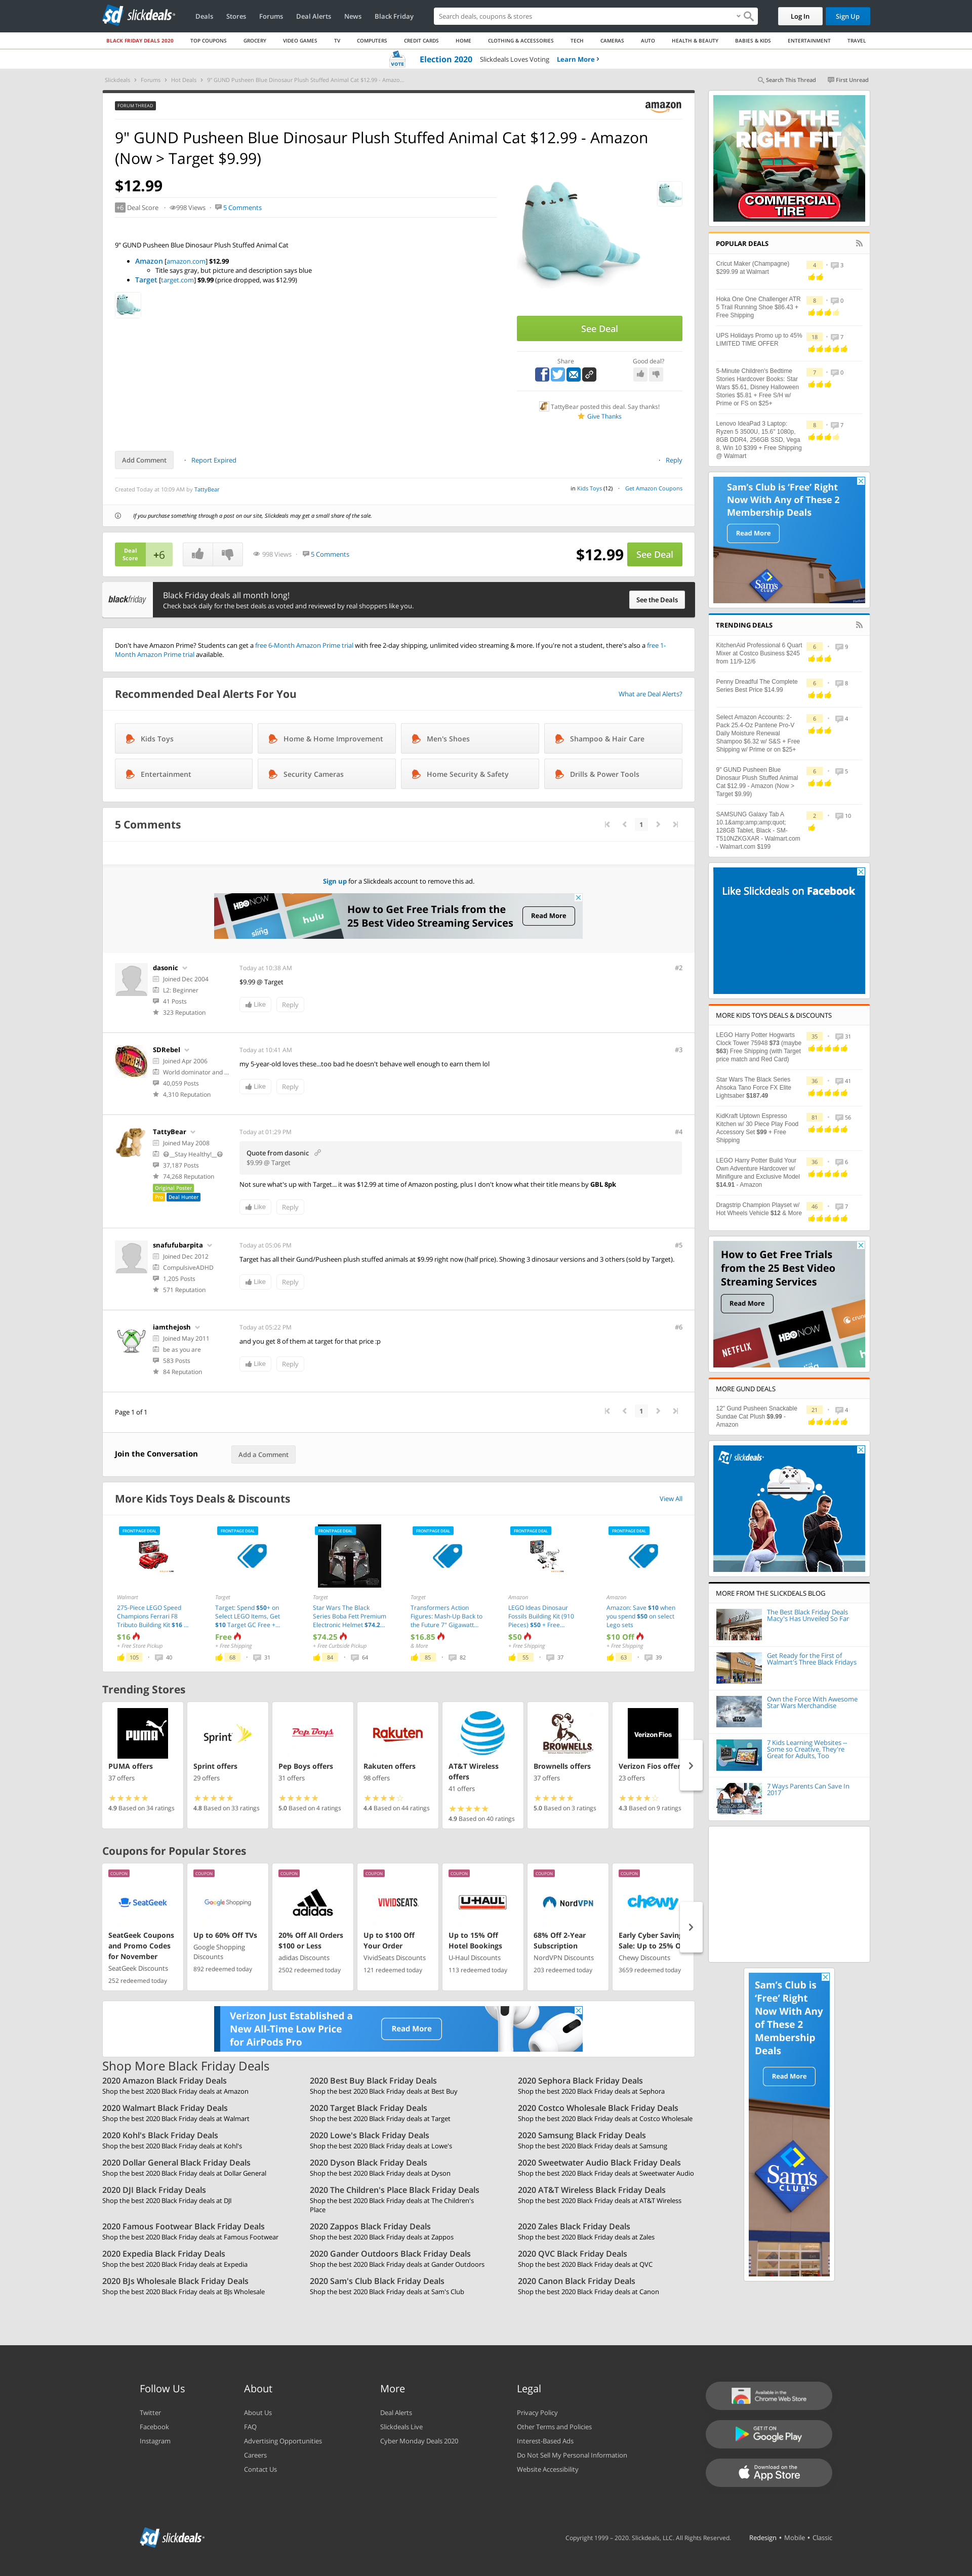 slickdeals
Deals
Stores
Forums
Deal Alerts
News
Black Friday
Search deals, coupons & stores
Log In
Sign Up
BLACK FRIDAY DEALS 2020
TOP COUPONS
GROCERY
VIDEO GAMES
TV
COMPUTERS
CREDIT CARDS
HOME
CLOTHING & ACCESSORIES
TECH
CAMERAS
AUTO
HEALTH & BEAUTY
BABIES & KIDS
ENTERTAINMENT
TRAVEL
VOTE
Election 2020
Slickdeals Loves Voting
Learn More ›
Slickdeals › Forums › Hot Deals › 9" GUND Pusheen Blue Dinosaur Plush Stuffed Animal Cat $12.99 - Amazo...
Search This Thread
First Unread
FORUM THREAD
amazon
9" GUND Pusheen Blue Dinosaur Plush Stuffed Animal Cat $12.99 - Amazon
(Now > Target $9.99)
$12.99
+6 Deal Score · 998 Views · 5 Comments
9" GUND Pusheen Blue Dinosaur Plush Stuffed Animal Cat
Amazon [amazon.com] $12.99
Title says gray, but picture and description says blue
Target [target.com] $9.99 (price dropped, was $12.99)
See Deal
Share
Good deal?
TattyBear posted this deal. Say thanks!
Give Thanks
Add Comment
Report Expired
Reply
Created Today at 10:09 AM by TattyBear
in Kids Toys (12) - Get Amazon Coupons
If you purchase something through a post on our site, Slickdeals may get a small share of the sale.
Deal
Score
+6
998 Views · 5 Comments
$12.99
See Deal
blackfriday
Black Friday deals all month long!
Check back daily for the best deals as voted and reviewed by real shoppers like you.
See the Deals
Don't have Amazon Prime? Students can get a free 6-Month Amazon Prime trial with free 2-day shipping, unlimited video streaming & more. If you're not a student, there's also a free 1-
Month Amazon Prime trial available.
Recommended Deal Alerts For You
What are Deal Alerts?
Kids Toys
Home & Home Improvement
Men's Shoes
Shampoo & Hair Care
Entertainment
Security Cameras
Home Security & Safety
Drills & Power Tools
5 Comments
1
Sign up for a Slickdeals account to remove this ad.
HBO NOW
hulu
How to Get Free Trials from the
25 Best Video Streaming Services
Read More
dasonic
Joined Dec 2004
L2: Beginner
41 Posts
323 Reputation
Today at 10:38 AM
#2
$9.99 @ Target
Like
Reply
SDRebel
Joined Apr 2006
World dominator and ...
40,059 Posts
4,310 Reputation
Today at 10:41 AM
#3
my 5-year-old loves these...too bad he doesn't behave well enough to earn them lol
Like
Reply
TattyBear
Joined May 2008
__Stay Healthy!__
37,187 Posts
74,268 Reputation
Original Poster
Pro
Deal Hunter
Today at 01:29 PM
#4
Quote from dasonic
$9.99 @ Target
Not sure what's up with Target... it was $12.99 at time of Amazon posting, plus I don't know what their title means by GBL 8pk
Like
Reply
snafufubarpita
Joined Dec 2012
CompulsiveADHD
1,205 Posts
571 Reputation
Today at 05:06 PM
#5
Target has all their Gund/Pusheen plush stuffed animals at $9.99 right now (half price). Showing 3 dinosaur versions and 3 others (sold by Target).
Like
Reply
iamthejosh
Joined May 2011
be as you are
583 Posts
84 Reputation
Today at 05:22 PM
#6
and you get 8 of them at target for that price :p
Like
Reply
Page 1 of 1
1
Join the Conversation
Add a Comment
More Kids Toys Deals & Discounts
View All
FRONTPAGE DEAL
Walmart
275-Piece LEGO Speed
Champions Ferrari F8
Tributo Building Kit $16 ...
$16
+ Free Store Pickup
105
40
FRONTPAGE DEAL
Target
Target: Spend $50+ on
Select LEGO Items, Get
$10 Target GC Free +...
Free
+ Free Shipping
68
31
FRONTPAGE DEAL
Star Wars The Black
Series Boba Fett Premium
Electronic Helmet $74.2...
$74.25
+ Free Curbside Pickup
84
64
FRONTPAGE DEAL
Target
Transformers Action
Figures: Mash-Up Back to
the Future 7" Gigawatt...
$16.85
& More
85
82
FRONTPAGE DEAL
Amazon
LEGO Ideas Dinosaur
Fossils Building Kit (910
Pieces) $50 + Free...
$50
+ Free Shipping
55
37
FRONTPAGE DEAL
Amazon
Amazon: Save $10 when
you spend $50 on select
Lego sets
$10 Off
+ Free Shipping
63
39
Trending Stores
PUMA
PUMA offers
37 offers
4.9 Based on 34 ratings
Sprint
Sprint offers
29 offers
4.8 Based on 33 ratings
Pep Boys
Pep Boys offers
31 offers
5.0 Based on 4 ratings
Rakuten
Rakuten offers
98 offers
4.4 Based on 44 ratings
AT&T Wireless
offers
41 offers
4.9 Based on 40 ratings
BROWNELLS
Brownells offers
37 offers
5.0 Based on 3 ratings
Verizon Fios
Verizon Fios offer
23 offers
4.3 Based on 9 ratings
Coupons for Popular Stores
COUPON
SeatGeek
SeatGeek Coupons
and Promo Codes
for November
SeatGeek Discounts
252 redeemed today
COUPON
Google Shopping
Up to 60% Off TVs
Google Shopping
Discounts
892 redeemed today
COUPON
adidas
20% Off All Orders
$100 or Less
adidas Discounts
2502 redeemed today
COUPON
VIVIDSEATS
Up to $100 Off
Your Order
VividSeats Discounts
121 redeemed today
COUPON
U-HAUL
Up to 15% Off
Hotel Bookings
U-Haul Discounts
113 redeemed today
COUPON
NordVPN
68% Off 2-Year
Subscription
NordVPN Discounts
203 redeemed today
COUPON
chewy
Early Cyber Saving
Sale: Up to 25% O
Chewy Discounts
3659 redeemed today
Verizon Just Established a
New All-Time Low Price
for AirPods Pro
Read More
Shop More Black Friday Deals
2020 Amazon Black Friday Deals
Shop the best 2020 Black Friday deals at Amazon
2020 Best Buy Black Friday Deals
Shop the best 2020 Black Friday deals at Best Buy
2020 Sephora Black Friday Deals
Shop the best 2020 Black Friday deals at Sephora
2020 Walmart Black Friday Deals
Shop the best 2020 Black Friday deals at Walmart
2020 Target Black Friday Deals
Shop the best 2020 Black Friday deals at Target
2020 Costco Wholesale Black Friday Deals
Shop the best 2020 Black Friday deals at Costco Wholesale
2020 Kohl's Black Friday Deals
Shop the best 2020 Black Friday deals at Kohl's
2020 Lowe's Black Friday Deals
Shop the best 2020 Black Friday deals at Lowe's
2020 Samsung Black Friday Deals
Shop the best 2020 Black Friday deals at Samsung
2020 Dollar General Black Friday Deals
Shop the best 2020 Black Friday deals at Dollar General
2020 Dyson Black Friday Deals
Shop the best 2020 Black Friday deals at Dyson
2020 Sweetwater Audio Black Friday Deals
Shop the best 2020 Black Friday deals at Sweetwater Audio
2020 DJI Black Friday Deals
Shop the best 2020 Black Friday deals at DJI
2020 The Children's Place Black Friday Deals
Shop the best 2020 Black Friday deals at The Children's
Place
2020 AT&T Wireless Black Friday Deals
Shop the best 2020 Black Friday deals at AT&T Wireless
2020 Famous Footwear Black Friday Deals
Shop the best 2020 Black Friday deals at Famous Footwear
2020 Zappos Black Friday Deals
Shop the best 2020 Black Friday deals at Zappos
2020 Zales Black Friday Deals
Shop the best 2020 Black Friday deals at Zales
2020 Expedia Black Friday Deals
Shop the best 2020 Black Friday deals at Expedia
2020 Gander Outdoors Black Friday Deals
Shop the best 2020 Black Friday deals at Gander Outdoors
2020 QVC Black Friday Deals
Shop the best 2020 Black Friday deals at QVC
2020 BJs Wholesale Black Friday Deals
Shop the best 2020 Black Friday deals at BJs Wholesale
2020 Sam's Club Black Friday Deals
Shop the best 2020 Black Friday deals at Sam's Club
2020 Canon Black Friday Deals
Shop the best 2020 Black Friday deals at Canon
FIND THE
RIGHT FIT
COMMERCIAL
TIRE
POPULAR DEALS
Cricut Maker (Champagne)
$299.99 at Walmart
4
3
Hoka One One Challenger ATR
5 Trail Running Shoe $86.43 +
Free Shipping
8
0
UPS Holidays Promo up to 45%
LIMITED TIME OFFER
18
7
5-Minute Children's Bedtime
Stories Hardcover Books: Star
Wars $5.61, Disney Halloween
Stories $5.81 + Free S/H w/
Prime or FS on $25+
7
0
Lenovo IdeaPad 3 Laptop:
Ryzen 5 3500U, 15.6" 1080p,
8GB DDR4, 256GB SSD, Vega
8, Win 10 $399 + Free Shipping
@ Walmart
8
7
Sam's Club is 'Free' Right
Now With Any of These 2
Membership Deals
Read More
Sam's
TRENDING DEALS
KitchenAid Professional 6 Quart
Mixer at Costco Business $245
from 11/9-12/6
6
9
Penny Dreadful The Complete
Series Best Price $14.99
6
8
Select Amazon Accounts: 2-
Pack 25.4-Oz Pantene Pro-V
Daily Moisture Renewal
Shampoo $6.32 w/ S&S + Free
Shipping w/ Prime or on $25+
6
4
9" GUND Pusheen Blue
Dinosaur Plush Stuffed Animal
Cat $12.99 - Amazon (Now >
Target $9.99)
6
5
SAMSUNG Galaxy Tab A
10.1&amp;amp;amp;quot;
128GB Tablet, Black - SM-
T510NZKGXAR - Walmart.com
- Walmart.com $199
2
10
Like Slickdeals on Facebook
MORE KIDS TOYS DEALS & DISCOUNTS
LEGO Harry Potter Hogwarts
Clock Tower 75948 $73 (maybe
$63) Free Shipping (with Target
price match and Red Card)
35
31
Star Wars The Black Series
Ahsoka Tano Force FX Elite
Lightsaber $187.49
36
41
KidKraft Uptown Espresso
Kitchen w/ 30 Piece Play Food
Accessory Set $99 + Free
Shipping
81
56
LEGO Harry Potter Build Your
Own Adventure Hardcover w/
Minifigure and Exclusive Model
$14.91 - Amazon
36
6
Dragstrip Champion Playset w/
Hot Wheels Vehicle $12 & More
46
7
How to Get Free Trials
from the 25 Best Video
Streaming Services
Read More
NETFLIX
HBO NOW
MORE GUND DEALS
12" Gund Pusheen Snackable
Sundae Cat Plush $9.99 -
Amazon
21
4
slickdeals
MORE FROM THE SLICKDEALS BLOG
The Best Black Friday Deals
Macy's Has Unveiled So Far
Get Ready for the First of
Walmart's Three Black Fridays
Own the Force With Awesome
Star Wars Merchandise
7 Kids Learning Websites --
Some so Creative, They're
Great for Adults, Too
7 Ways Parents Can Save In
2017
Sam's Club is
'Free' Right
Now With Any
of These 2
Membership
Deals
Read More
Sam's
CLUB
Follow Us
Twitter
Facebook
Instagram
About
About Us
FAQ
Advertising Opportunities
Careers
Contact Us
More
Deal Alerts
Slickdeals Live
Cyber Monday Deals 2020
Legal
Privacy Policy
Other Terms and Policies
Interest-Based Ads
Do Not Sell My Personal Information
Website Accessibility
Available in the
Chrome Web Store
GET IT ON
Google Play
Download on the
App Store
slickdeals
Copyright 1999 - 2020. Slickdeals, LLC. All Rights Reserved.
Redesign • Mobile • Classic